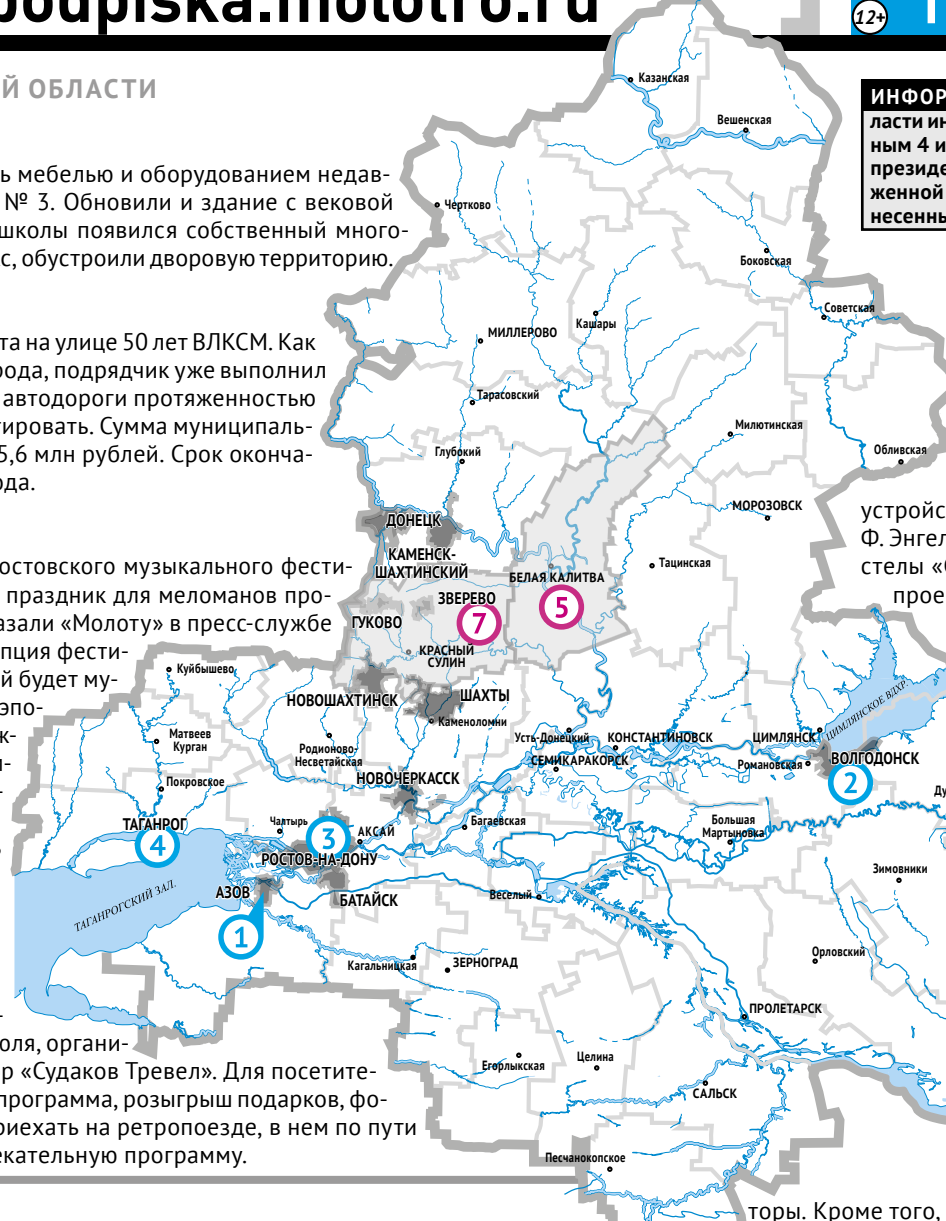 podpiska.molotro.ru
12+
Й ОБЛАСТИ
ь мебелью и оборудованием недав-
№ 3. Обновили и здание с вековой
школы появился собственный много-
с, обустроили дворовую территорию.
та на улице 50 лет ВЛКСМ. Как
рода, подрядчик уже выполнил
автодороги протяженностью
тировать. Сумма муниципаль-
5,6 млн рублей. Срок оконча-
ода.
остовского музыкального фести-
праздник для меломанов про-
азали «Молоту» в пресс-службе
пция фести-
й будет му-
эпо-
ж-
оля, органи-
р «Судаков Тревел». Для посетите-
программа, розыгрыш подарков, фо-
риехать на ретропоезде, в нем по пути
екательную программу.
ИНФОР
ласти ин
ным 4 и
президе
женной
несенны
устройс
Ф. Энгел
стелы «С
прое
торы. Кроме того,
Казанская
Вешенская
Чертково
Боковская
Советская
Кашары
МИЛЛЕРОВО
Тарасовский
Милютинская
Глубокий
Обливская
МОРОЗОВСК
ДОНЕЦК
КАМЕНСК-
ШАХТИНСКИЙ
Тацинская
БЕЛАЯ КАЛИТВА
5
ЗВЕРЕВО
7
ГУКОВО
КРАСНЫЙ
СУЛИН
Куйбышево
НОВОШАХТИНСК
ШАХТЫ
Каменоломни
ЦИМЛЯНСКОЕ ВДХР.
Матвеев
Курган
Родионово-
Несветайская
Усть-Донецкий
КОНСТАНТИНОВСК
ЦИМЛЯНСК
СЕМИКАРАКОРСК
Романовская
ВОЛГОДОНСК
2
Покровское
НОВОЧЕРКАССК
Ду
ТАГАНРОГ
4
Чалтырь
3
АКСАЙ
Багаевская
Большая
Мартыновка
РОСТОВ-НА-ДОНУ
Зимовники
ТАГАНРОГСКИЙ ЗАЛ.
АЗОВ
БАТАЙСК
Веселый
1
Кагальницкая
ЗЕРНОГРАД
Орловский
ПРОЛЕТАРСК
Егорлыкская
Целина
САЛЬСК
Песчанокопское